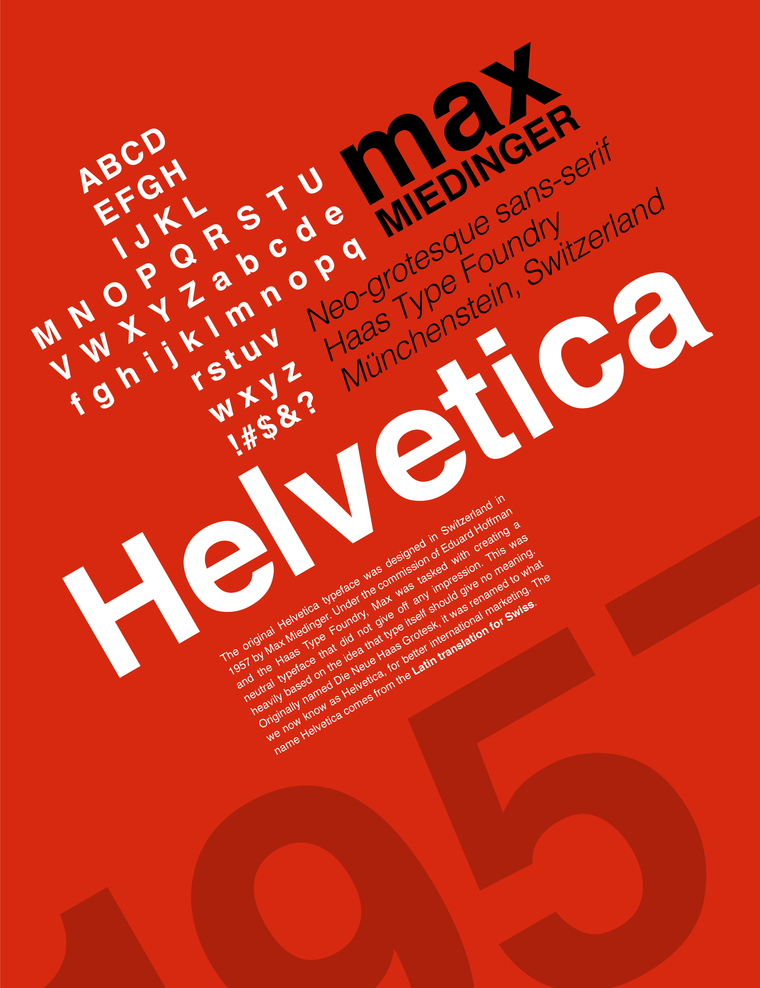 ABCD
EFGH
IJKL
MNOPQRSTU
VWXYZabcde
fghijklmnopq
rstuv
wxyz
!#$&?
max
MIEDINGER
Neo-grotesque sans-serif
Haas Type Foundry
Münchenstein, Switzerland
Helvetica
The original Helvetica typeface was designed in Switzerland in
1957 by Max Miedinger. Under the commission of Eduard Hoffman
and the Haas Type Foundry, Max was tasked with creating a
neutral typeface that did not give off any impression. This was
heavily based on the idea that type itself should give no meaning.
Originally named Die Neue Haas Grotesk, it was renamed to what
we now know as Helvetica, for better international marketing. The
name Helvetica comes from the Latin translation for Swiss.
195